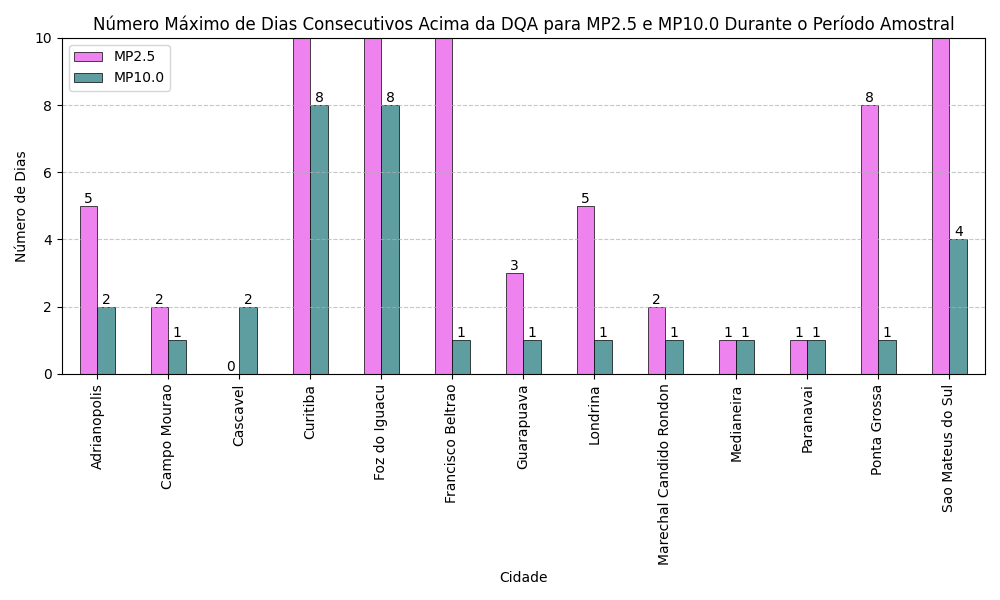 Número Máximo de Dias Consecutivos Acima da DQA para MP2.5 e MP10.0 Durante o Período Amostral
MP2.5
MP10.0
Número de Dias
10
8
6
4
2
0
5
2
2
1
0
2
8
8
1
3
1
5
1
2
1
1
1
1
1
8
1
4
Adrianopolis
Campo Mourao
Cascavel
Curitiba
Foz do Iguacu
Francisco Beltrao
Guarapuava
Londrina
Marechal Candido Rondon
Medianeira
Paranavai
Ponta Grossa
Sao Mateus do Sul
Cidade